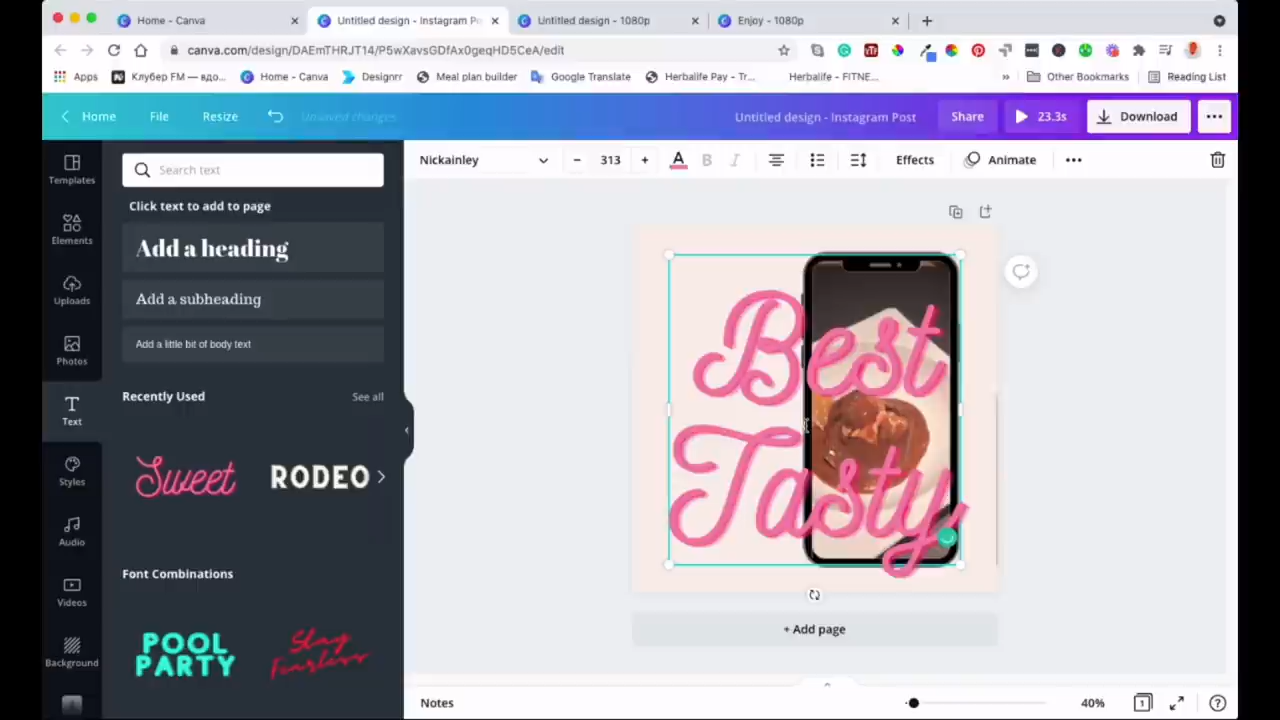 Home - Canva
Untitled design - Instagram Po
Untitled design - 1080p
Enjoy - 1080p
canva.com/design/DAEmTHRJT14/P5wXavsGDfAx0geqHD5CeA/edit
Apps
Клубер FM — вдо...
Home - Canva
Designrr
Meal plan builder
Google Translate
Herbalife Pay - Tr...
Herbalife - FITNE...
»
Other Bookmarks
Reading List
Home
File
Resize
Unsaved changes
Untitled design - Instagram Post
Share
23.3s
Download
Templates
Elements
Uploads
Photos
Text
Styles
Audio
Videos
Background
Search text
Click text to add to page
Add a heading
Add a subheading
Add a little bit of body text
Recently Used
See all
Sweet
RODEO
Font Combinations
POOL
PARTY
Stay
Fearless
Nickainley
313
A
B
I
Effects
Animate
Best
Tasty
+ Add page
Notes
40%
1
?